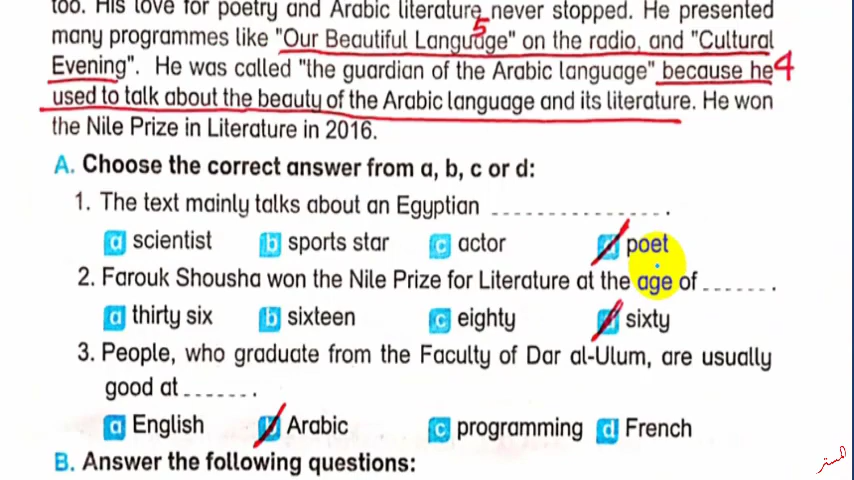 too. His love for poetry and Arabic literature never stopped. He presented
5
many programmes like "Our Beautiful Language" on the radio, and "Cultural
Evening". He was called "the guardian of the Arabic language" because he 4
used to talk about the beauty of the Arabic language and its literature. He won
the Nile Prize in Literature in 2016.
A. Choose the correct answer from a, b, c or d:
1. The text mainly talks about an Egyptian ................. .
a scientist b sports star c actor d poet
2. Farouk Shousha won the Nile Prize for Literature at the age of ...... .
a thirty six b sixteen c eighty d sixty
3. People, who graduate from the Faculty of Dar al-Ulum, are usually
good at ...... .
a English b Arabic c programming d French
B. Answer the following questions: